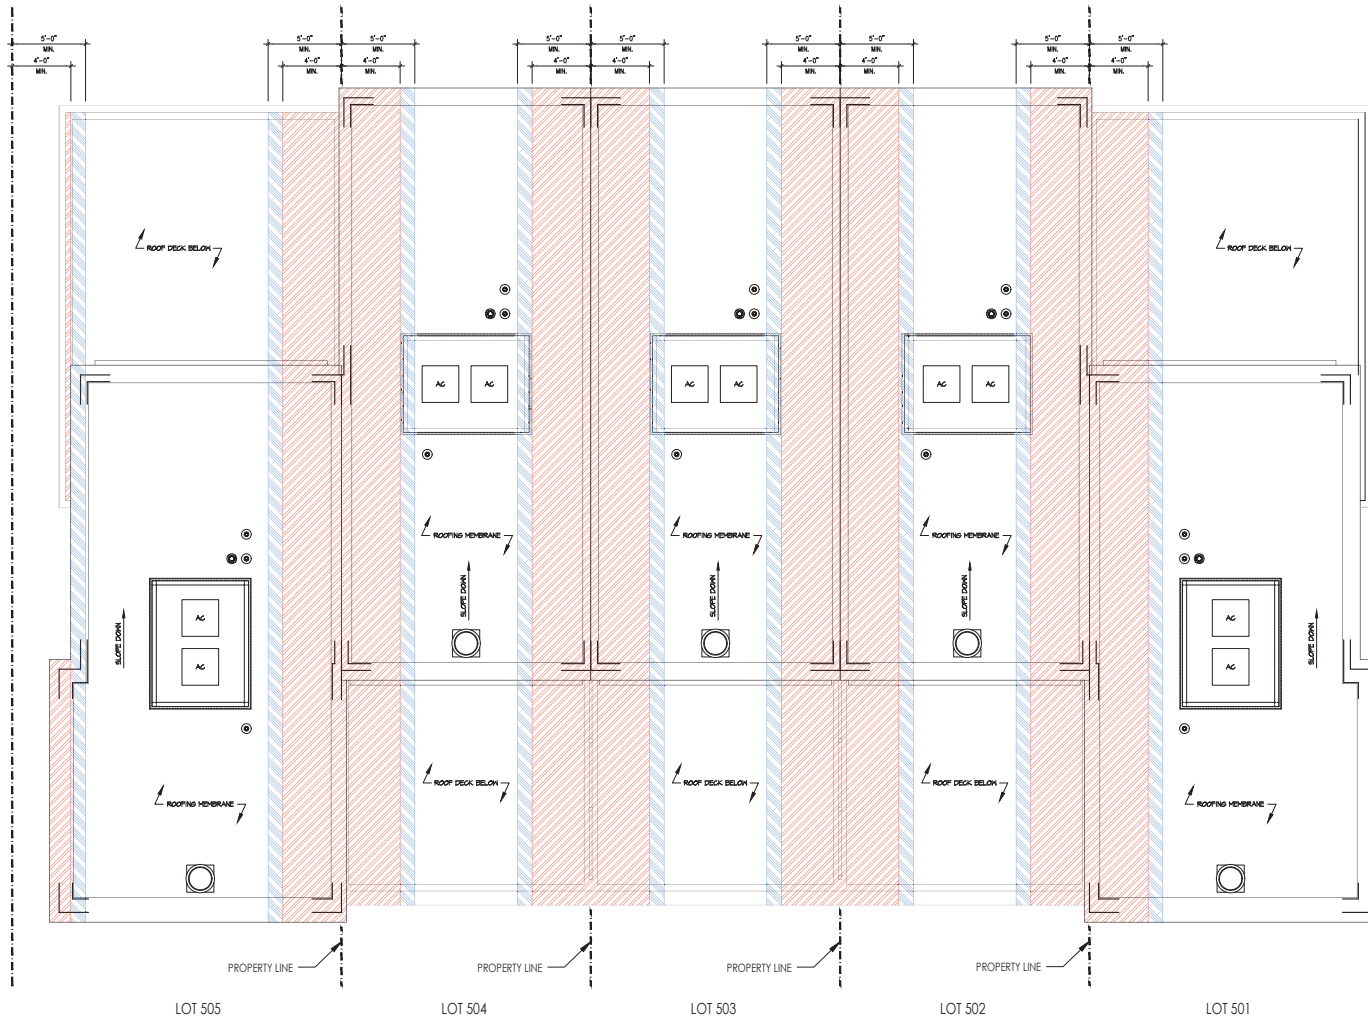 5'-0" 5'-0" 5'-0" 5'-0" 5'-0" 5'-0" 5'-0" 5'-0" 5'-0"
MIN. MIN. MIN. MIN. MIN. MIN. MIN. MIN. MIN.
4'-0" 4'-0" 4'-0" 4'-0" 4'-0" 4'-0" 4'-0" 4'-0" 4'-0"
MIN. MIN. MIN. MIN. MIN. MIN. MIN. MIN. MIN.
ROOF DECK BELOW ROOF DECK BELOW
AC AC AC AC AC AC
ROOFING MEMBRANE ROOFING MEMBRANE ROOFING MEMBRANE
SLOPE DOWN SLOPE DOWN SLOPE DOWN
AC AC
SLOPE DOWN SLOPE DOWN
AC AC
ROOF DECK BELOW ROOF DECK BELOW ROOF DECK BELOW
ROOFING MEMBRANE ROOFING MEMBRANE
PROPERTY LINE PROPERTY LINE PROPERTY LINE PROPERTY LINE
LOT 505 LOT 504 LOT 503 LOT 502 LOT 501